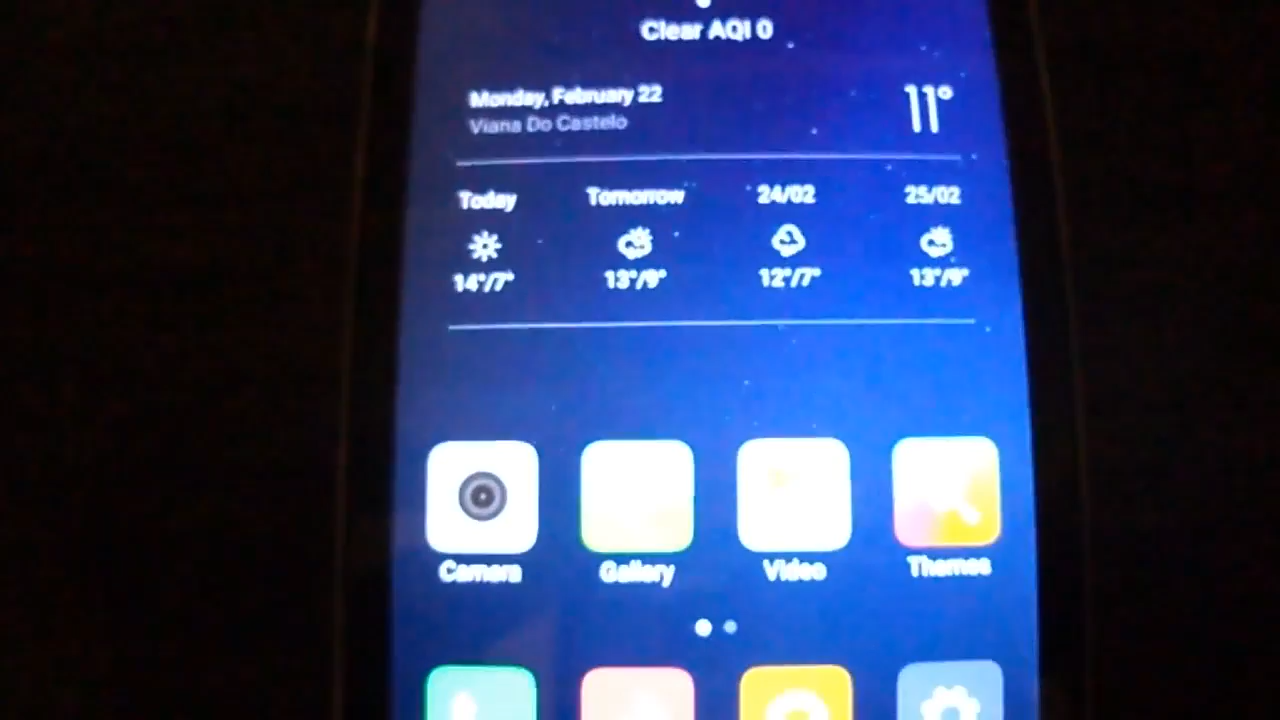 Clear AQI 0
Monday, February 22
11°
Viana Do Castelo
Today Tomorrow 24/02 25/02
14°/7° 13°/9° 12°/7° 13°/9°
Camera Gallery Video Themes